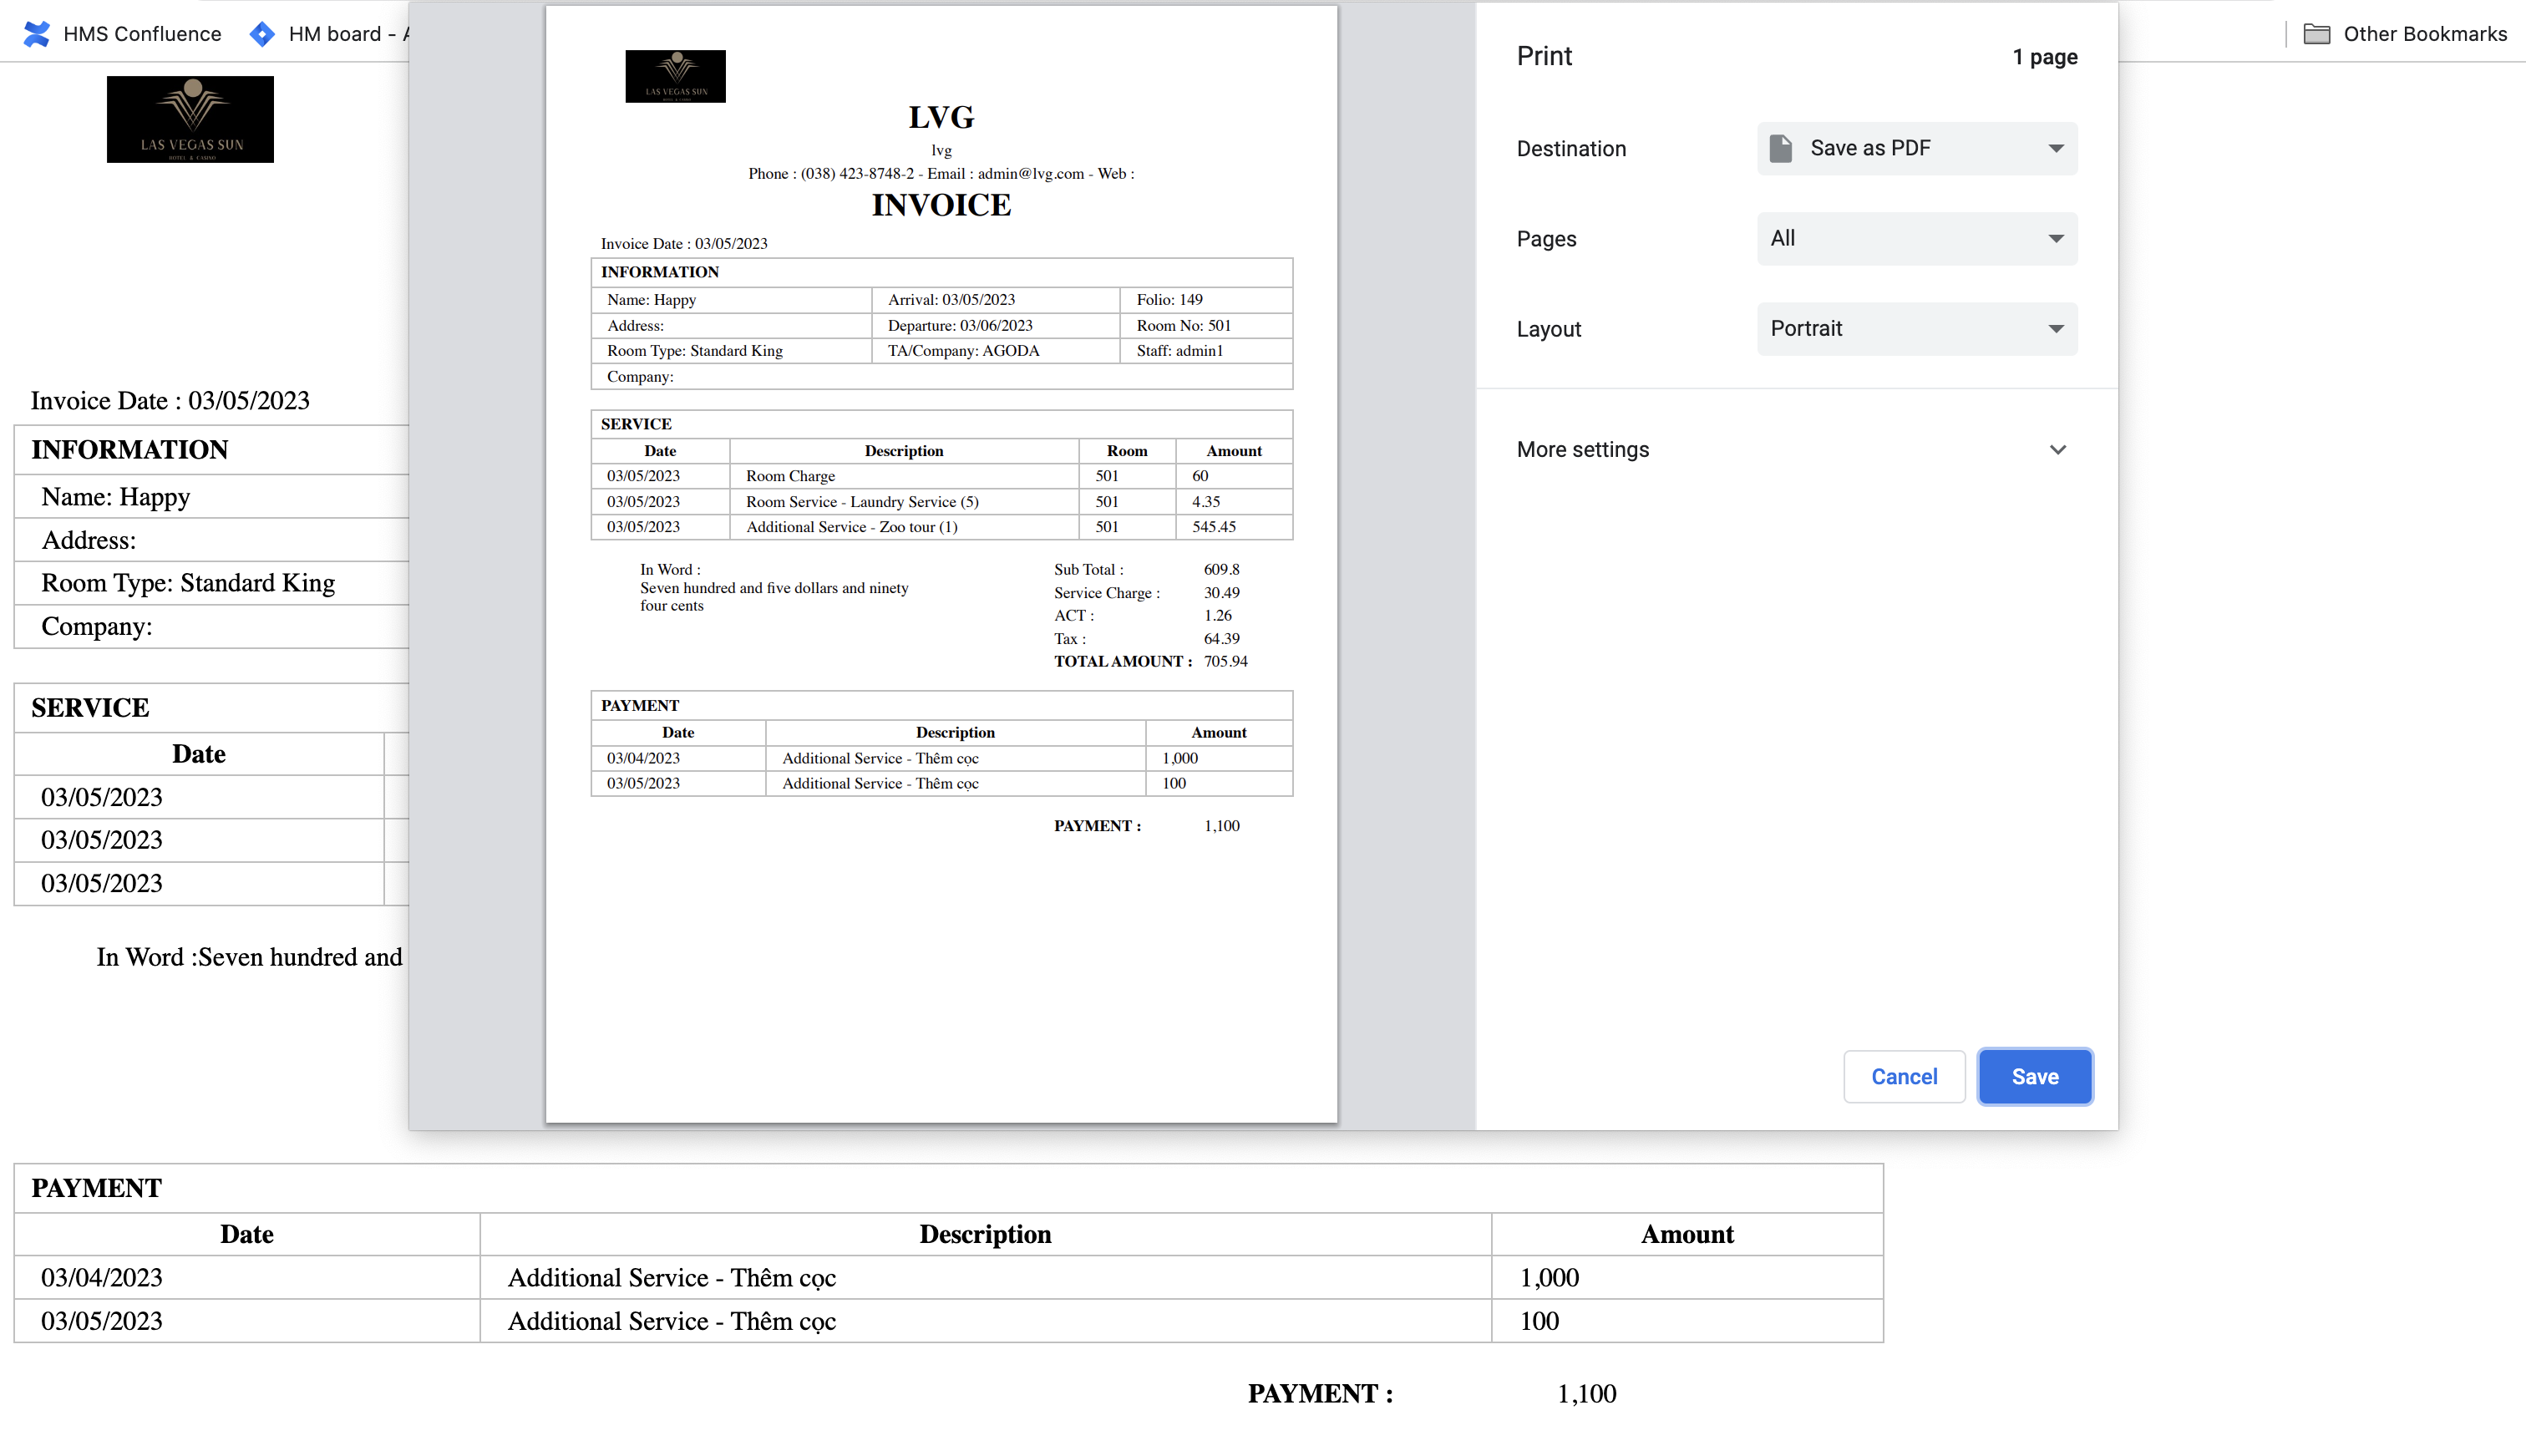 HMS Confluence
HM board - A
Other Bookmarks
LAS VEGAS SUN
HOTEL & CASINO
Invoice Date : 03/05/2023
INFORMATION
Name: Happy
Address:
Room Type: Standard King
Company:
SERVICE
Date
03/05/2023
03/05/2023
03/05/2023
In Word :Seven hundred and
LAS VEGAS SUN
LVG
lvg
Phone : (038) 423-8748-2 - Email : admin@lvg.com - Web :
INVOICE
Invoice Date : 03/05/2023
INFORMATION
Name: Happy Arrival: 03/05/2023 Folio: 149
Address: Departure: 03/06/2023 Room No: 501
Room Type: Standard King TA/Company: AGODA Staff: admin1
Company:
SERVICE
Date Description Room Amount
03/05/2023 Room Charge 501 60
03/05/2023 Room Service - Laundry Service (5) 501 4.35
03/05/2023 Additional Service - Zoo tour (1) 501 545.45
In Word :
Seven hundred and five dollars and ninety
four cents
Sub Total : 609.8
Service Charge : 30.49
ACT : 1.26
Tax : 64.39
TOTAL AMOUNT : 705.94
PAYMENT
Date Description Amount
03/04/2023 Additional Service - Thêm cọc 1,000
03/05/2023 Additional Service - Thêm cọc 100
PAYMENT : 1,100
Print 1 page
Destination Save as PDF
Pages All
Layout Portrait
More settings
Cancel Save
PAYMENT
Date Description Amount
03/04/2023 Additional Service - Thêm cọc 1,000
03/05/2023 Additional Service - Thêm cọc 100
PAYMENT : 1,100